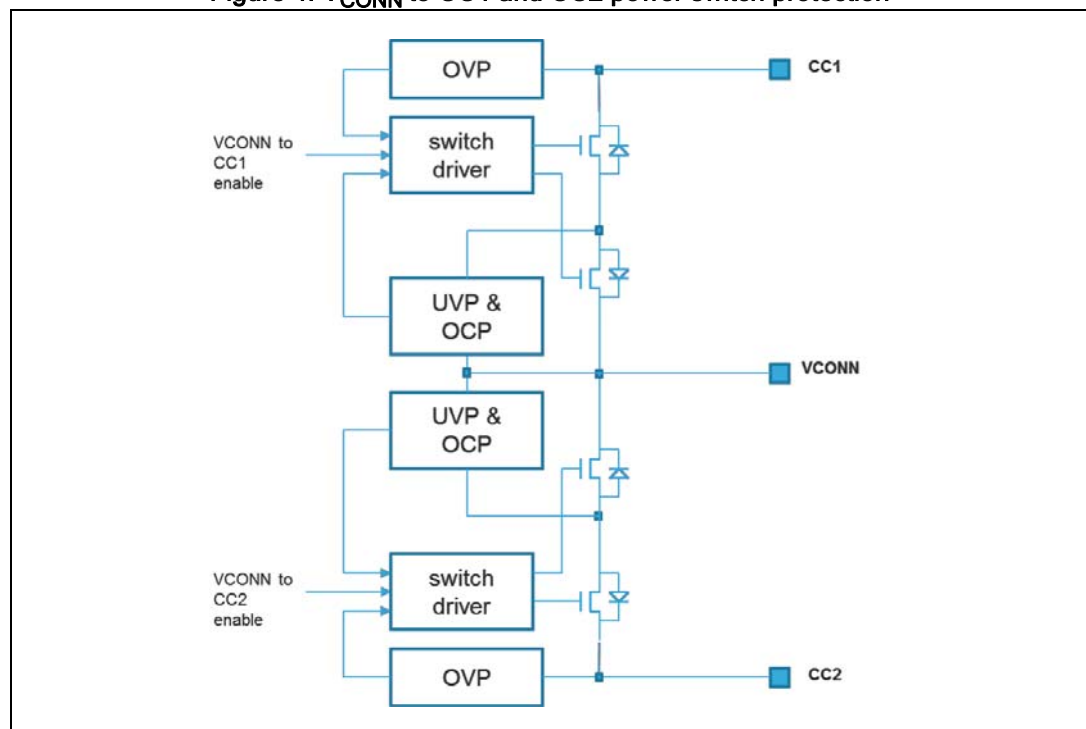 OVP
CC1
VCONN to
CC1
enable
switch
driver
UVP &
OCP
VCONN
UVP &
OCP
VCONN to
CC2
enable
switch
driver
OVP
CC2